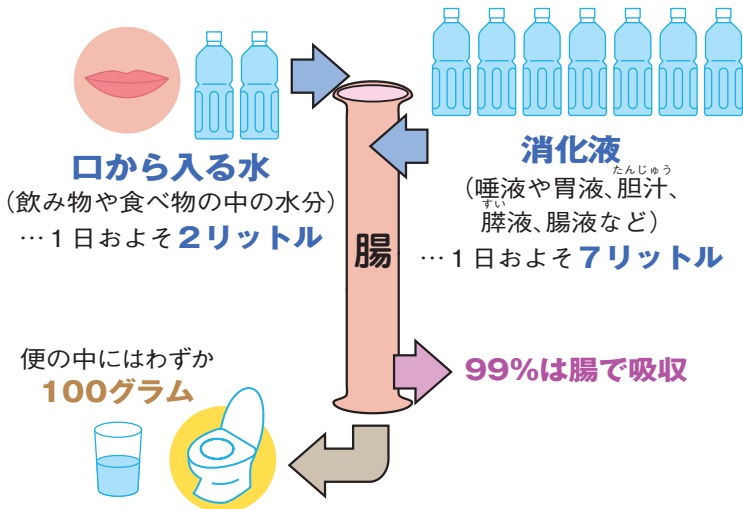 口から入る水
（飲み物や食べ物の中の水分）
…１日およそ２リットル
消化液
たんじゅう
（唾液や胃液、胆汁、
すい
膵液、腸液など）
…１日およそ７リットル
腸
便の中にはわずか
100グラム
99%は腸で吸収